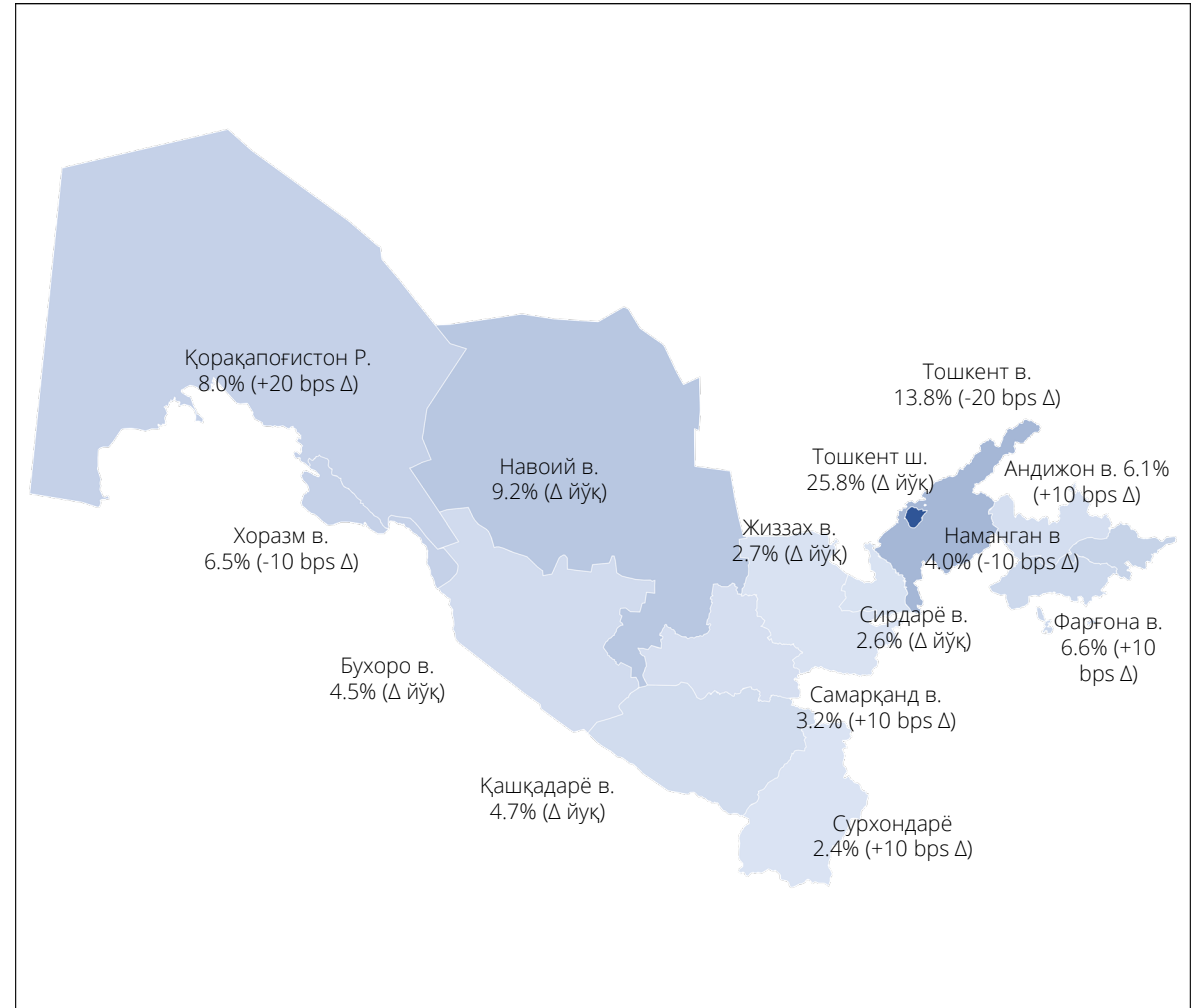 Қорақапоғистон Р.
8.0% (+20 bps Δ)
Тошкент в.
13.8% (-20 bps Δ)
Тошкент ш.
25.8% (Δ йўқ)
Андижон в. 6.1%
(+10 bps Δ)
Навоий в.
9.2% (Δ йўқ)
Жиззах в.
2.7% (Δ йўқ)
Наманган в
4.0% (-10 bps Δ)
Хоразм в.
6.5% (-10 bps Δ)
Сирдарё в.
2.6% (Δ йўқ)
Фарғона в.
6.6% (+10
bps Δ)
Бухоро в.
4.5% (Δ йўқ)
Самарқанд в.
3.2% (+10 bps Δ)
Қашқадарё в.
4.7% (Δ йуқ)
Сурхондарё
2.4% (+10 bps Δ)